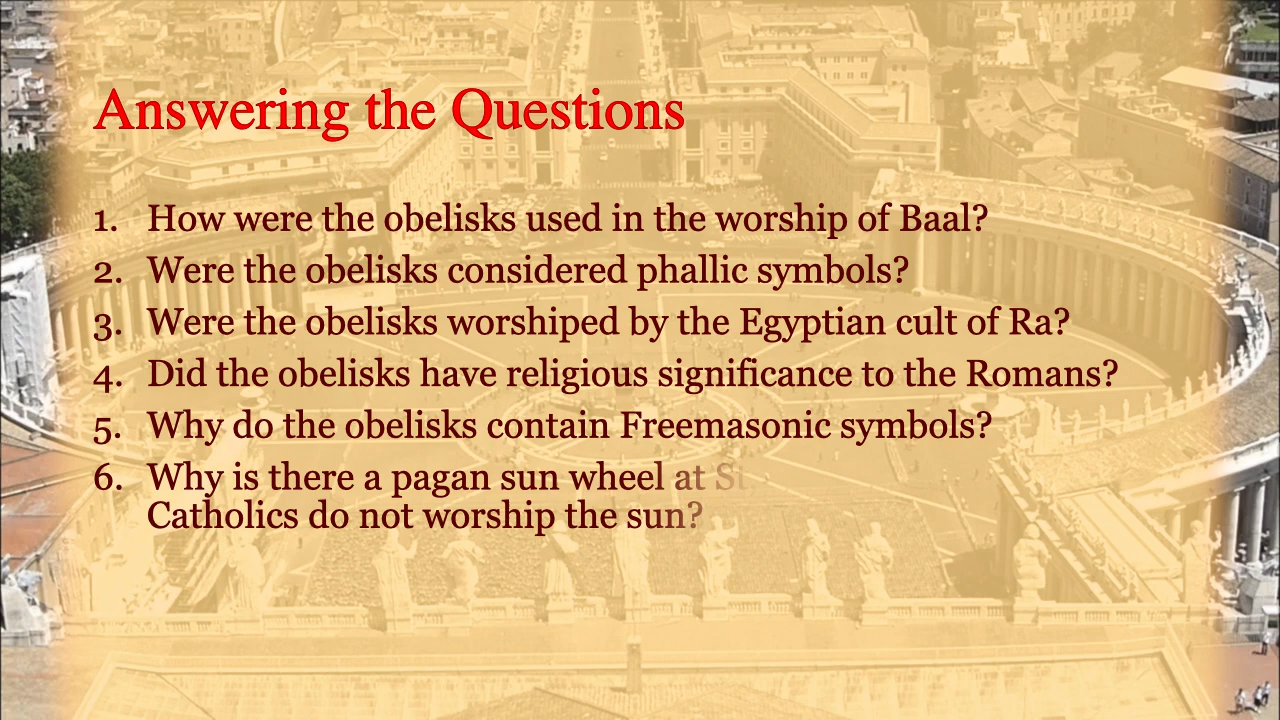 Answering the Questions
1. How were the obelisks used in the worship of Baal?
2. Were the obelisks considered phallic symbols?
3. Were the obelisks worshiped by the Egyptian cult of Ra?
4. Did the obelisks have religious significance to the Romans?
5. Why do the obelisks contain Freemasonic symbols?
6. Why is there a pagan sun wheel at
Catholics do not worship the sun?